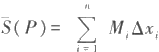 S̄(P) = ∑_{i = 1}^{n} M_i Δx_i